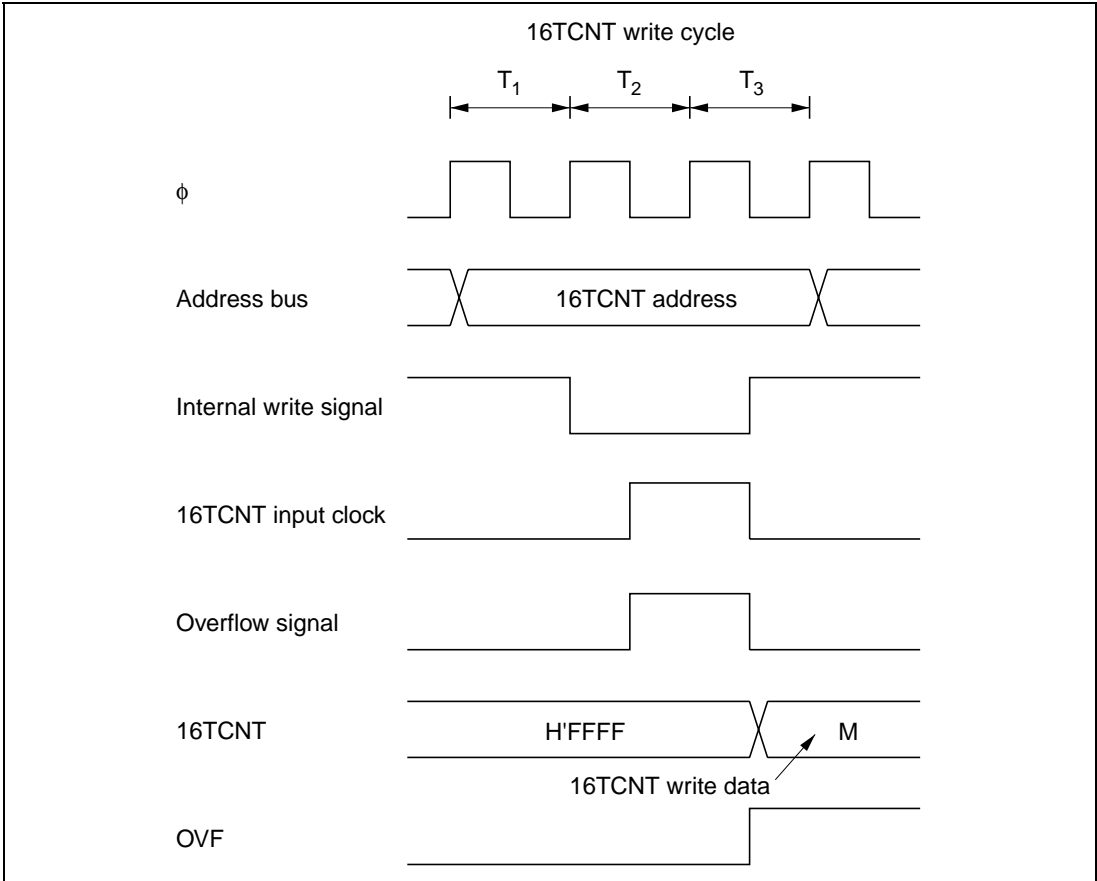 16TCNT write cycle
T1 T2 T3
ϕ
Address bus 16TCNT address
Internal write signal
16TCNT input clock
Overflow signal
16TCNT H'FFFF M
16TCNT write data
OVF